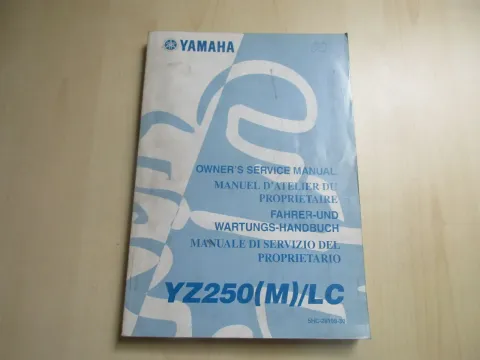 YAMAHA
OWNER'S SERVICE MANUAL
MANUEL D'ATELIER DU
PROPRIETAIRE
FAHRER-UND
WARTUNGS-HANDBUCH
MANUALE DI SERVIZIO DEL
PROPRIETARIO
YZ250(M)/LC